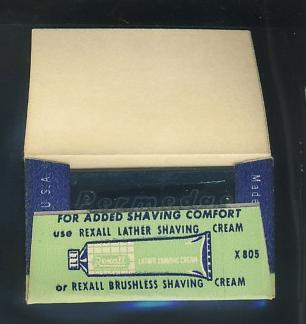 U.S.A.
Made
Permedge
FOR ADDED SHAVING COMFORT
use REXALL LATHER SHAVING CREAM
Rexall LATHER SHAVING CREAM
X 805
or REXALL BRUSHLESS SHAVING CREAM